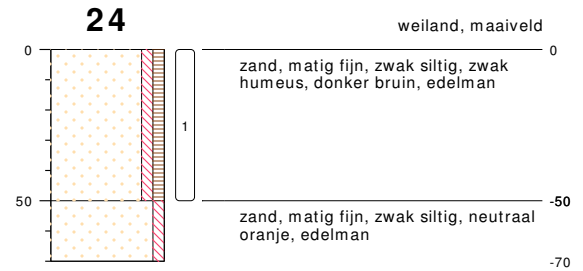 24
weiland, maaiveld
0
0
zand, matig fijn, zwak siltig, zwak
humeus, donker bruin, edelman
1
50
-50
zand, matig fijn, zwak siltig, neutraal
oranje, edelman
-70